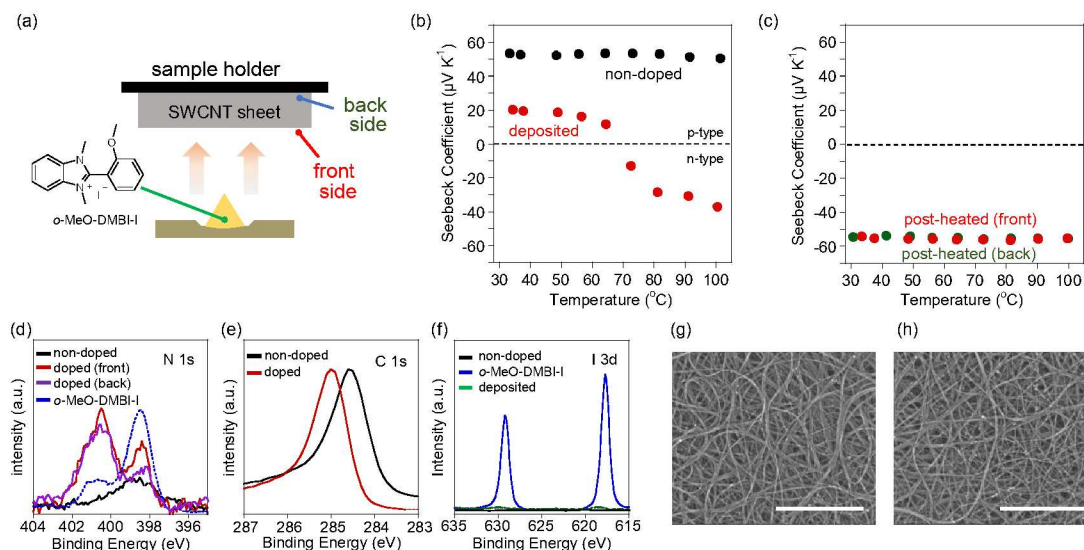 (a)
sample holder
SWCNT sheet
back
side
front
side
O
N
N
+
I
−
o-MeO-DMBI-I
(b)
Seebeck Coefficient (μV K-1)
60
40
20
0
-20
-40
-60
non-doped
deposited
p-type
n-type
30 40 50 60 70 80 90 100
Temperature (oC)
(c)
Seebeck Coefficient (μV K-1)
60
40
20
0
-20
-40
-60
post-heated (front)
post-heated (back)
30 40 50 60 70 80 90 100
Temperature (oC)
(d)
non-doped
doped (front)
doped (back)
o-MeO-DMBI-I
N 1s
intensity (a.u.)
404 402 400 398 396
Binding Energy (eV)
(e)
non-doped
doped
C 1s
intensity (a.u.)
287 286 285 284 283
Binding Energy (eV)
(f)
non-doped
o-MeO-DMBI-I
deposited
I 3d
intensity (a.u.)
635 630 625 620 615
Binding Energy (eV)
(g)
(h)